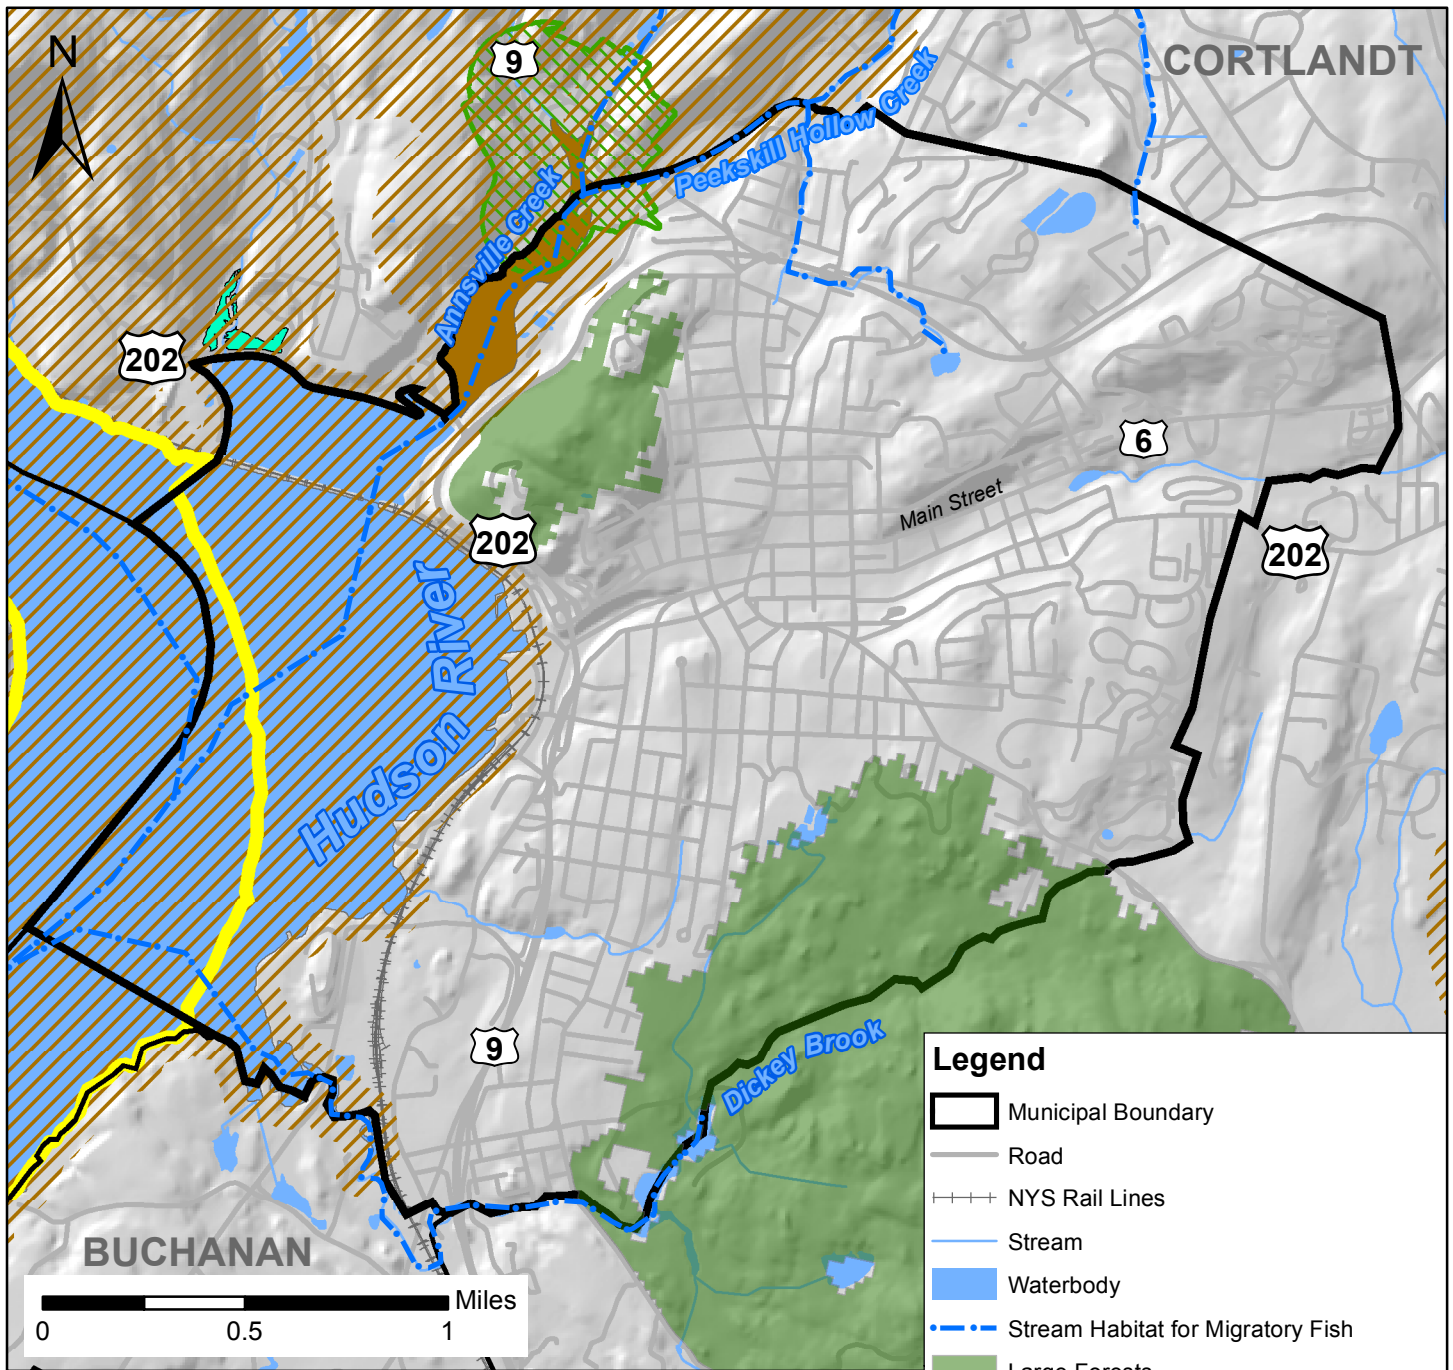 N
9
CORTLANDT
Peekskill Hollow Creek
Annsville Creek
202
6
Main Street
202
202
Hudson River
9
Dickey Brook
BUCHANAN
Miles
0 0.5 1
Legend
Municipal Boundary
Road
NYS Rail Lines
Stream
Waterbody
Stream Habitat for Migratory Fish
Large Forests